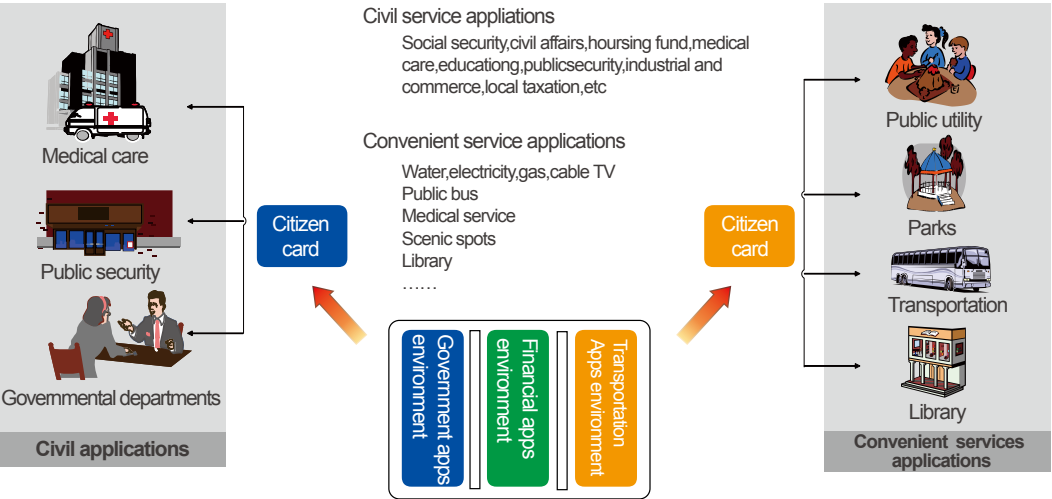 Medical care
Public security
Governmental departments
Civil applications
Citizen
card
Civil service appliations
Social security,civil affairs,hoursing fund,medical
care,educationg,publicsecurity,industrial and
commerce,local taxation,etc
Convenient service applications
Water,electricity,gas,cable TV
Public bus
Medical service
Scenic spots
Library
……
Government apps
environment
Financial apps
environment
Transportation
Apps environment
Citizen
card
Public utility
Parks
Transportation
Library
Convenient services
applications